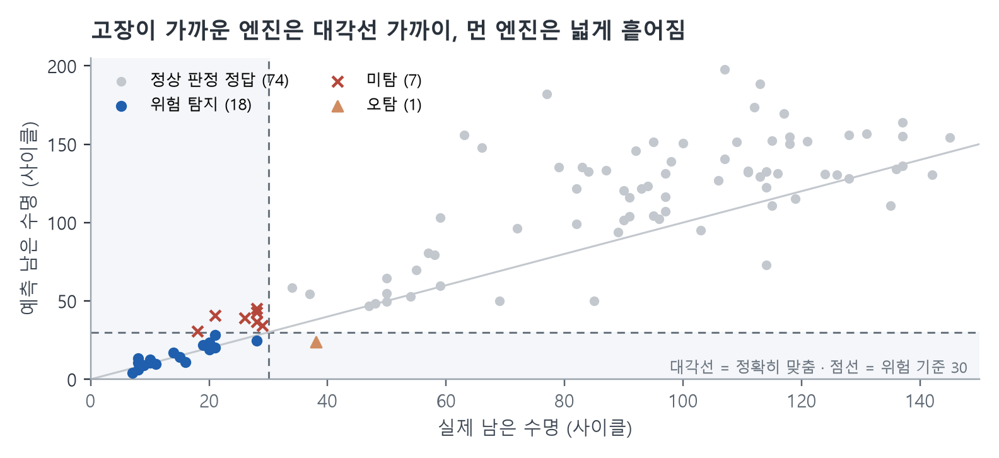 고장이 가까운 엔진은 대각선 가까이, 먼 엔진은 넓게 흩어짐
정상 판정 정답 (74)
위험 탐지 (18)
미탐 (7)
오탐 (1)
예측 남은 수명 (사이클)
200
150
100
50
0
대각선 = 정확히 맞춤 · 점선 = 위험 기준 30
0 20 40 60 80 100 120 140
실제 남은 수명 (사이클)